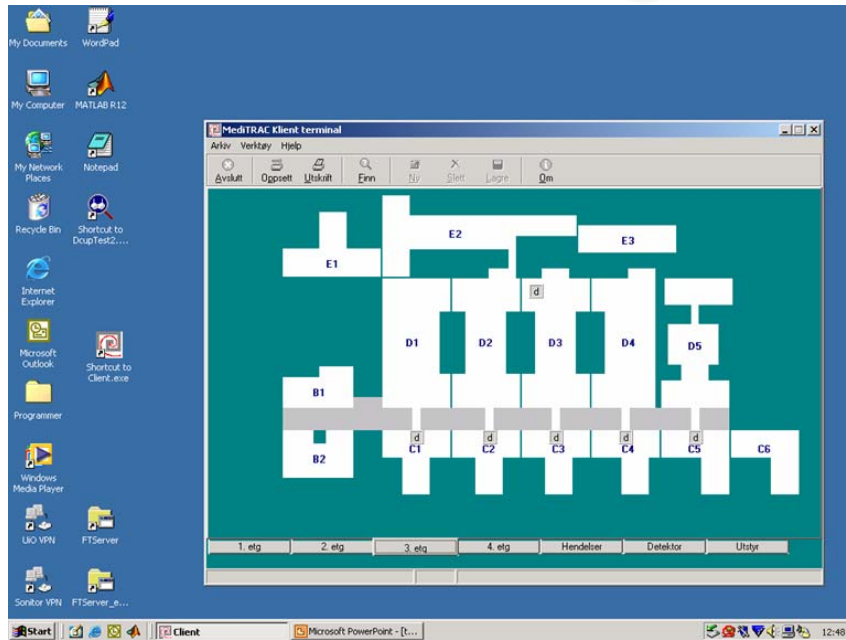 My Documents
WordPad
My Computer
MATLAB R12
My Network
Places
Notepad
Recycle Bin
Shortcut to
DcupTest2....
Internet
Explorer
Microsoft
Outlook
Shortcut to
Client.exe
Programmer
Windows
Media Player
UiO VPN
FTServer
Sonitor VPN
FTServer_e...
MediTRAC Klient terminal
Arkiv Verktøy Hjelp
Avslutt Oppsett Utskrift Finn Ny Slett Lagre Om
E2
E3
E1
d
D1 D2 D3 D4 D5
B1
d d d d d
C1 C2 C3 C4 C5 C6
B2
1. etg 2. etg 3. etg 4. etg Hendelser Detektor Utstyr
Start Client Microsoft PowerPoint - [t... 12:48